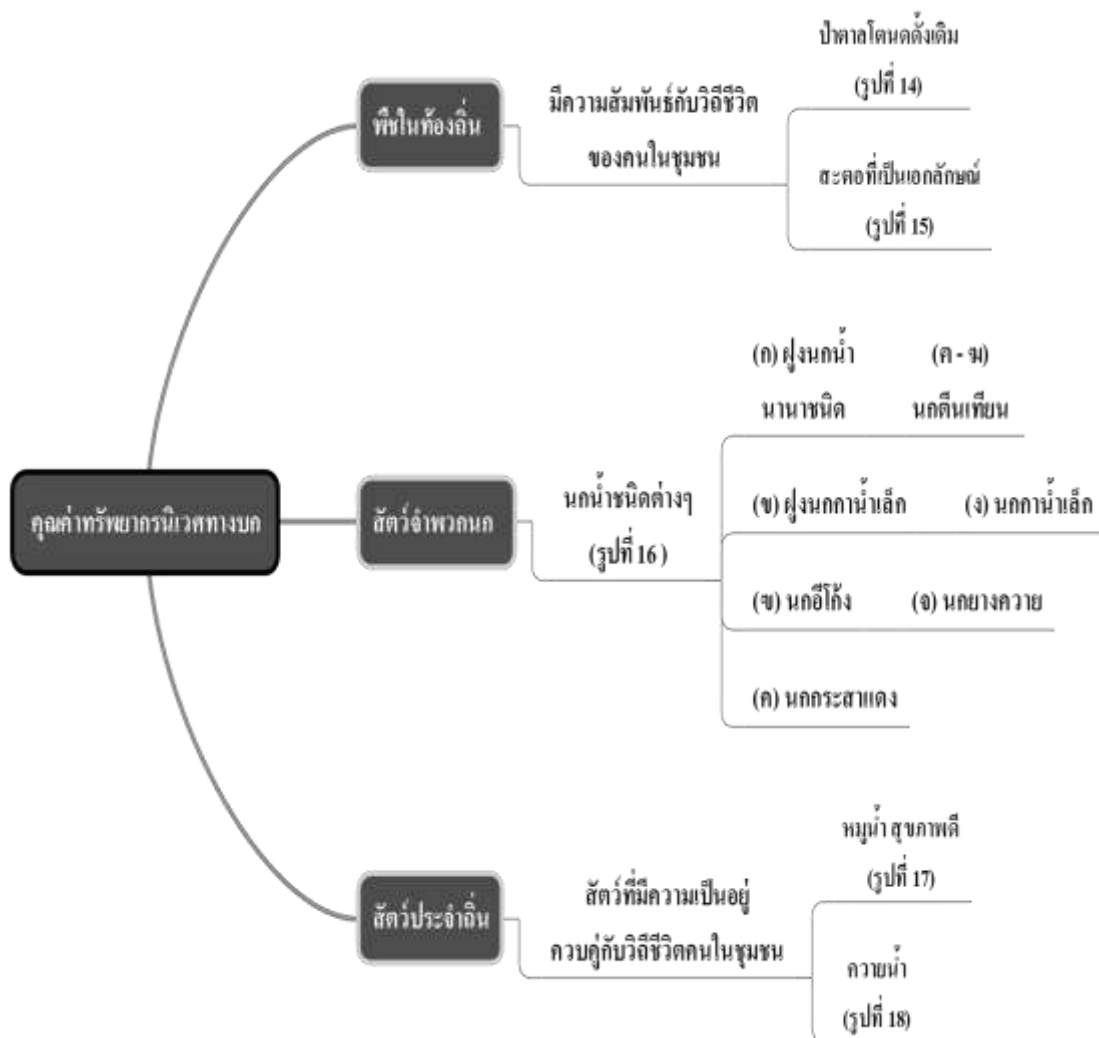 ป่าตาลโตนดดั้งเดิม
(รูปที่ 14)
พืชในท้องถิ่น
มีความสัมพันธ์กับวิถีชีวิต
ของคนในชุมชน
สะตอที่เป็นเอกลักษณ์
(รูปที่ 15)
(ก) ฝูงนกน้ำ (ค - ฆ)
นานาชนิด นกตีนเทียน
คุณค่าทรัพยากรนิเวศทางบก
สัตว์จำพวกนก
นกน้ำชนิดต่างๆ
(รูปที่ 16 )
(ข) ฝูงนกกาน้ำเล็ก (ง) นกกาน้ำเล็ก
(ฃ) นกอีโก้ง (จ) นกยางควาย
(ค) นกกระสาแดง
หมูน้ำ สุขภาพดี
(รูปที่ 17)
สัตว์ประจำถิ่น
สัตว์ที่มีความเป็นอยู่
ควบคู่กับวิถีชีวิตคนในชุมชน
ควายน้ำ
(รูปที่ 18)